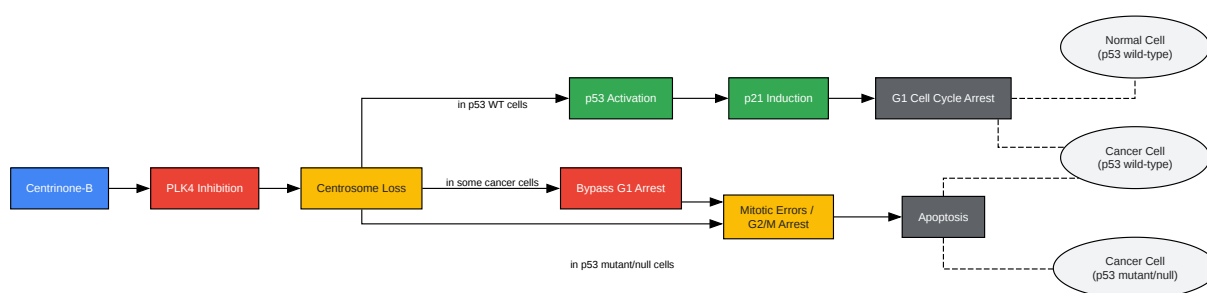 Normal Cell
(p53 wild-type)
in p53 WT cells
p53 Activation
p21 Induction
G1 Cell Cycle Arrest
Cancer Cell
(p53 wild-type)
Centrinone-B
PLK4 Inhibition
Centrosome Loss
in some cancer cells
Bypass G1 Arrest
Mitotic Errors /
G2/M Arrest
Apoptosis
in p53 mutant/null cells
Cancer Cell
(p53 mutant/null)